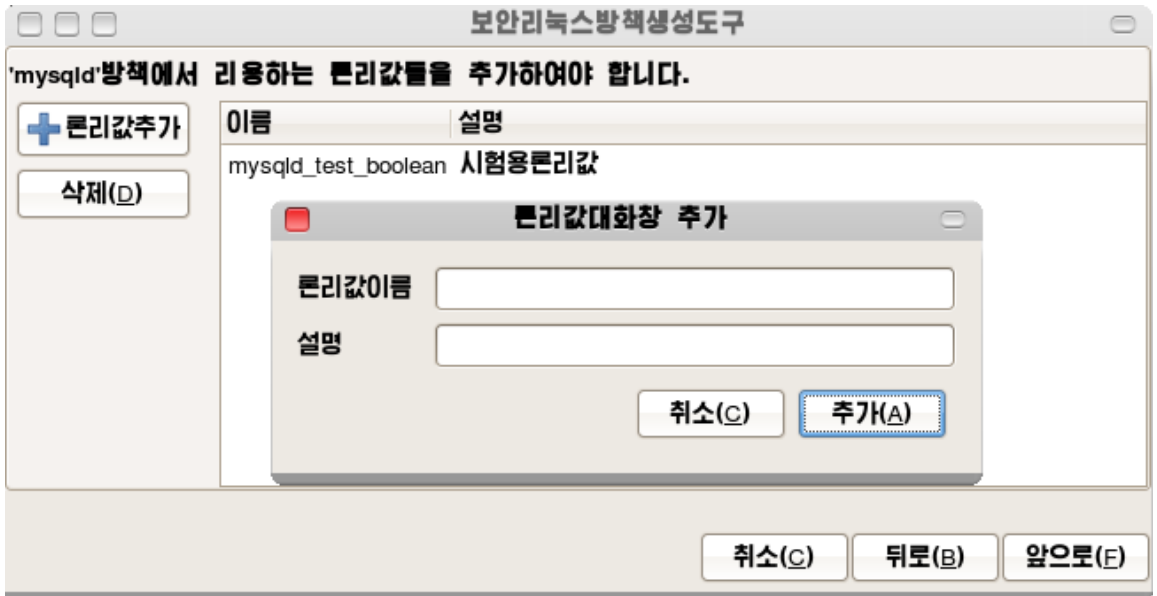 보안리눅스방책생성도구
'mysqld'방책에서 리용하는 론리값들을 추가하여야 합니다.
론리값추가
삭제(D)
이름 설명
mysqld_test_boolean 시험용론리값
론리값대화창 추가
론리값이름
설명
취소(C) 추가(A)
취소(C) 뒤로(B) 앞으로(F)